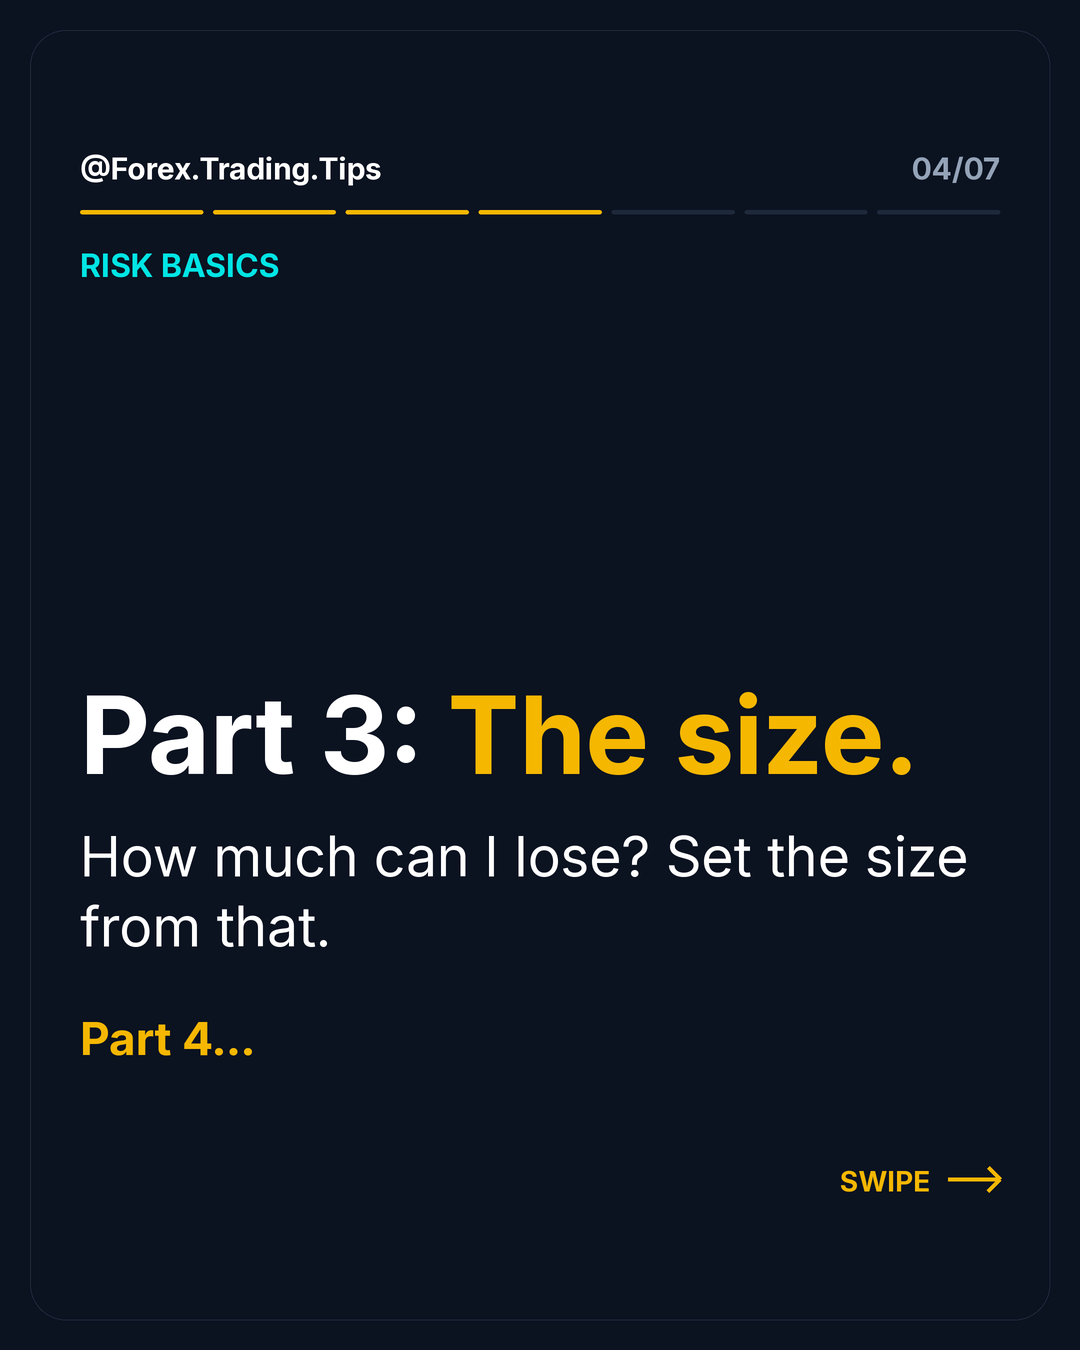 @Forex.Trading.Tips
04/07
RISK BASICS
Part 3: The size.
How much can I lose? Set the size
from that.
Part 4...
SWIPE